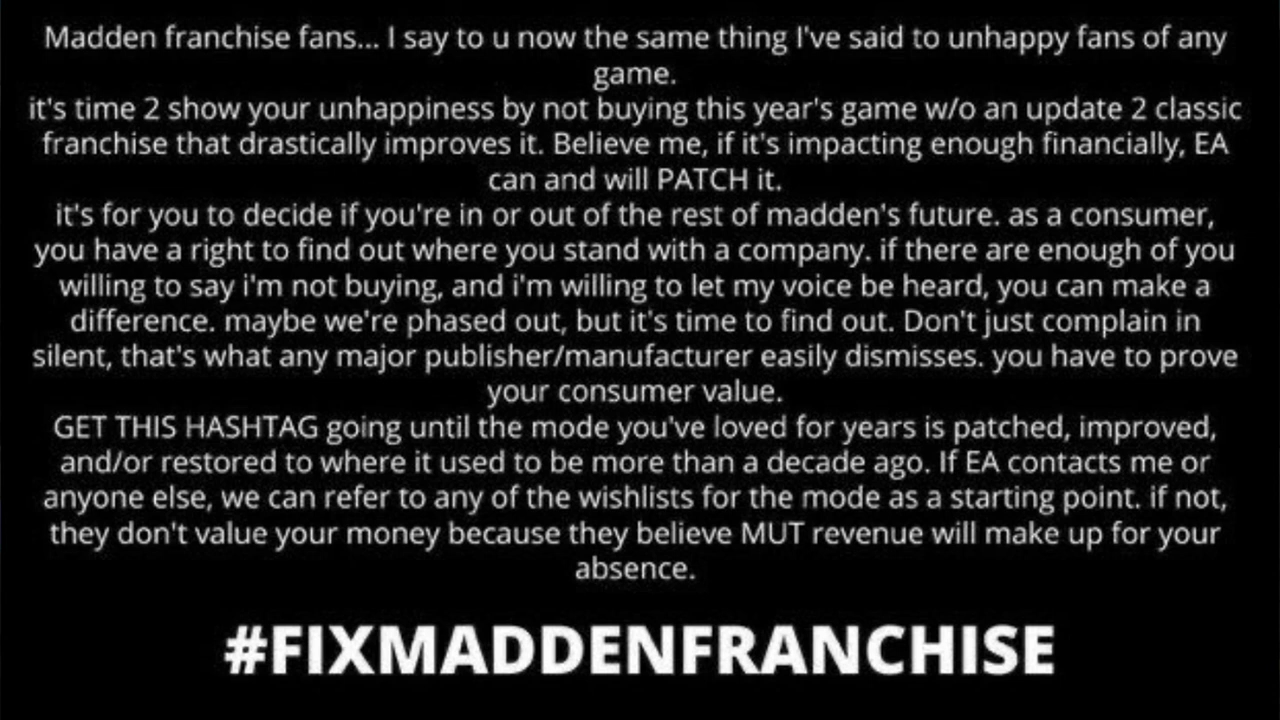 Madden franchise fans... I say to u now the same thing I've said to unhappy fans of any
game.
it's time 2 show your unhappiness by not buying this year's game w/o an update 2 classic
franchise that drastically improves it. Believe me, if it's impacting enough financially, EA
can and will PATCH it.
it's for you to decide if you're in or out of the rest of madden's future. as a consumer,
you have a right to find out where you stand with a company. if there are enough of you
willing to say i'm not buying, and i'm willing to let my voice be heard, you can make a
difference. maybe we're phased out, but it's time to find out. Don't just complain in
silent, that's what any major publisher/manufacturer easily dismisses. you have to prove
your consumer value.
GET THIS HASHTAG going until the mode you've loved for years is patched, improved,
and/or restored to where it used to be more than a decade ago. If EA contacts me or
anyone else, we can refer to any of the wishlists for the mode as a starting point. if not,
they don't value your money because they believe MUT revenue will make up for your
absence.
#FIXMADDENFRANCHISE